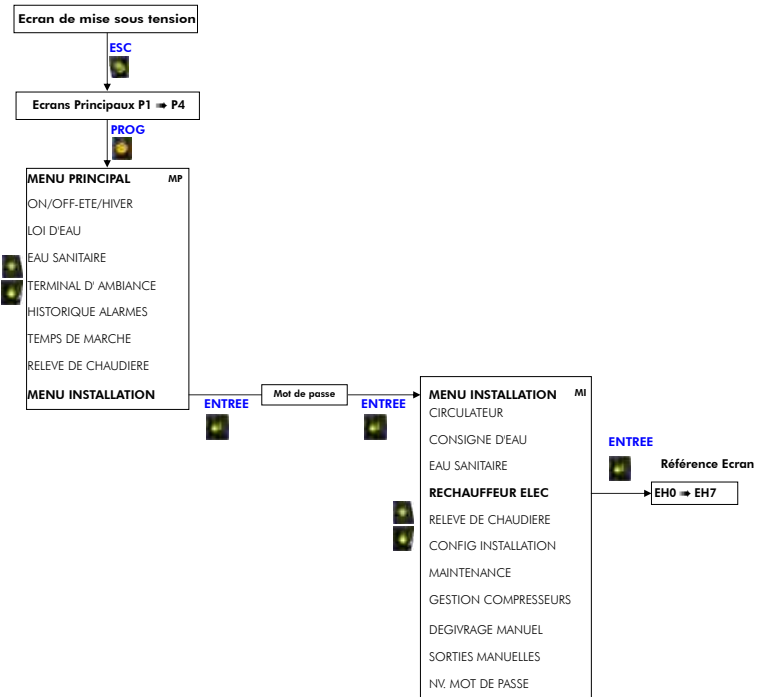 Ecran de mise sous tension
ESC
Ecrans Principaux P1 ➠ P4
PROG
MENU PRINCIPAL MP
ON/OFF-ETE/HIVER
LOI D'EAU
EAU SANITAIRE
TERMINAL D' AMBIANCE
HISTORIQUE ALARMES
TEMPS DE MARCHE
RELEVE DE CHAUDIERE
MENU INSTALLATION
ENTREE
Mot de passe
ENTREE
MENU INSTALLATION MI
CIRCULATEUR
CONSIGNE D'EAU
EAU SANITAIRE
RECHAUFFEUR ELEC
RELEVE DE CHAUDIERE
CONFIG INSTALLATION
MAINTENANCE
GESTION COMPRESSEURS
DEGIVRAGE MANUEL
SORTIES MANUELLES
NV. MOT DE PASSE
ENTREE
Référence Ecran
EH0 ➠ EH7